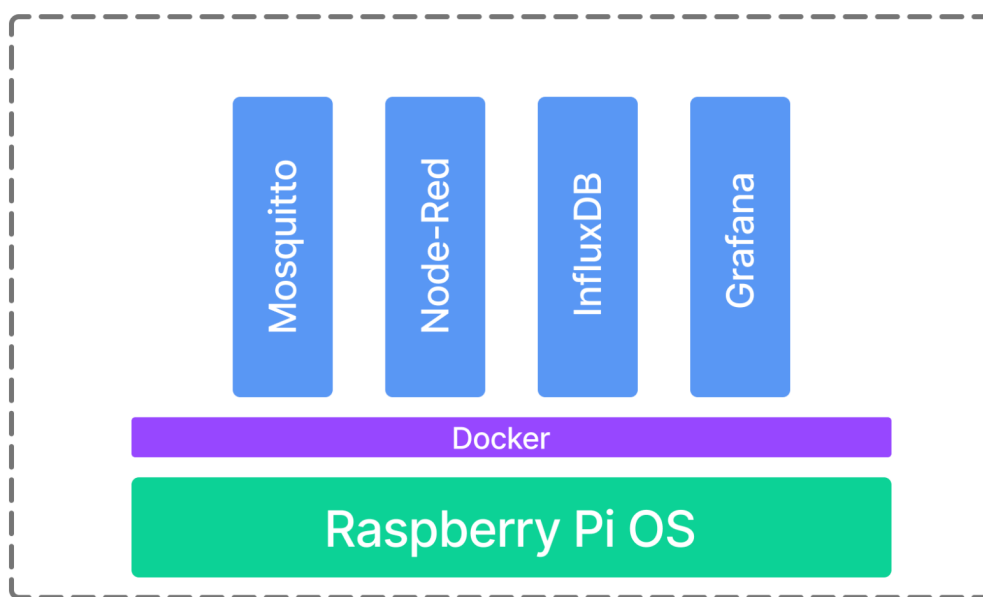 Mosquitto
Node-Red
InfluxDB
Grafana
Docker
Raspberry Pi OS